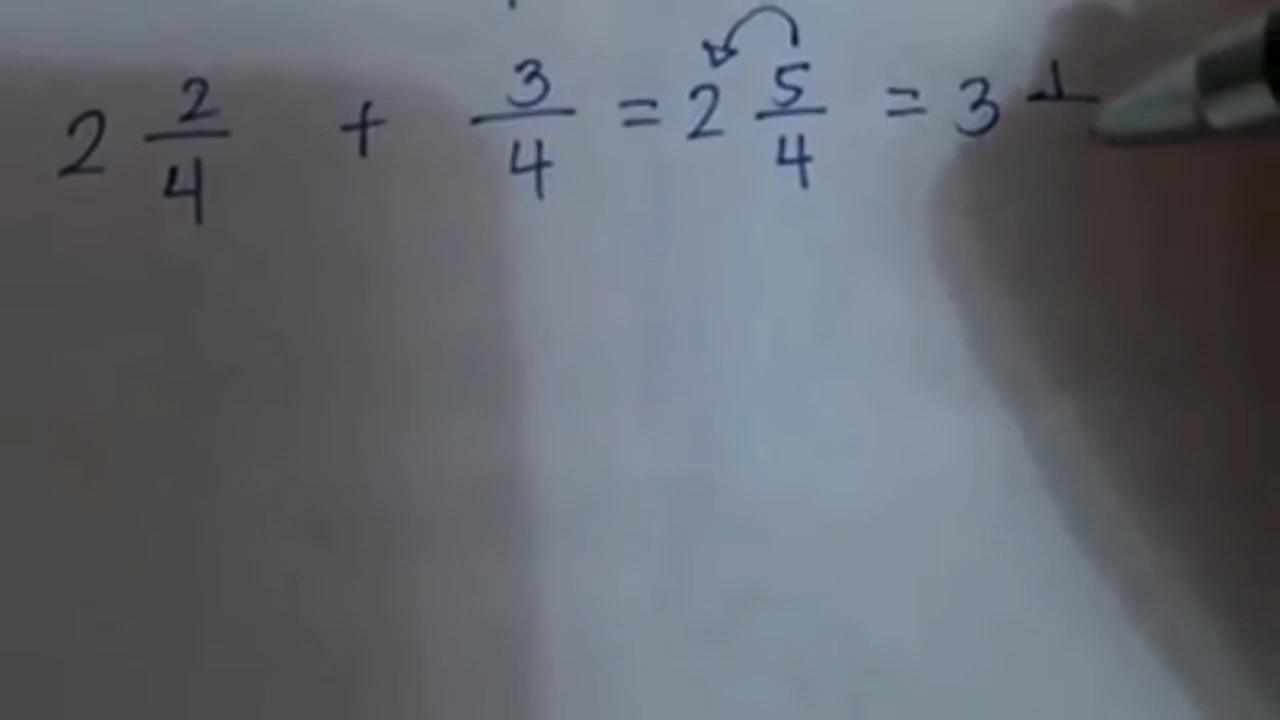 2 2/4 + 3/4 = 2 5/4 = 3 1/